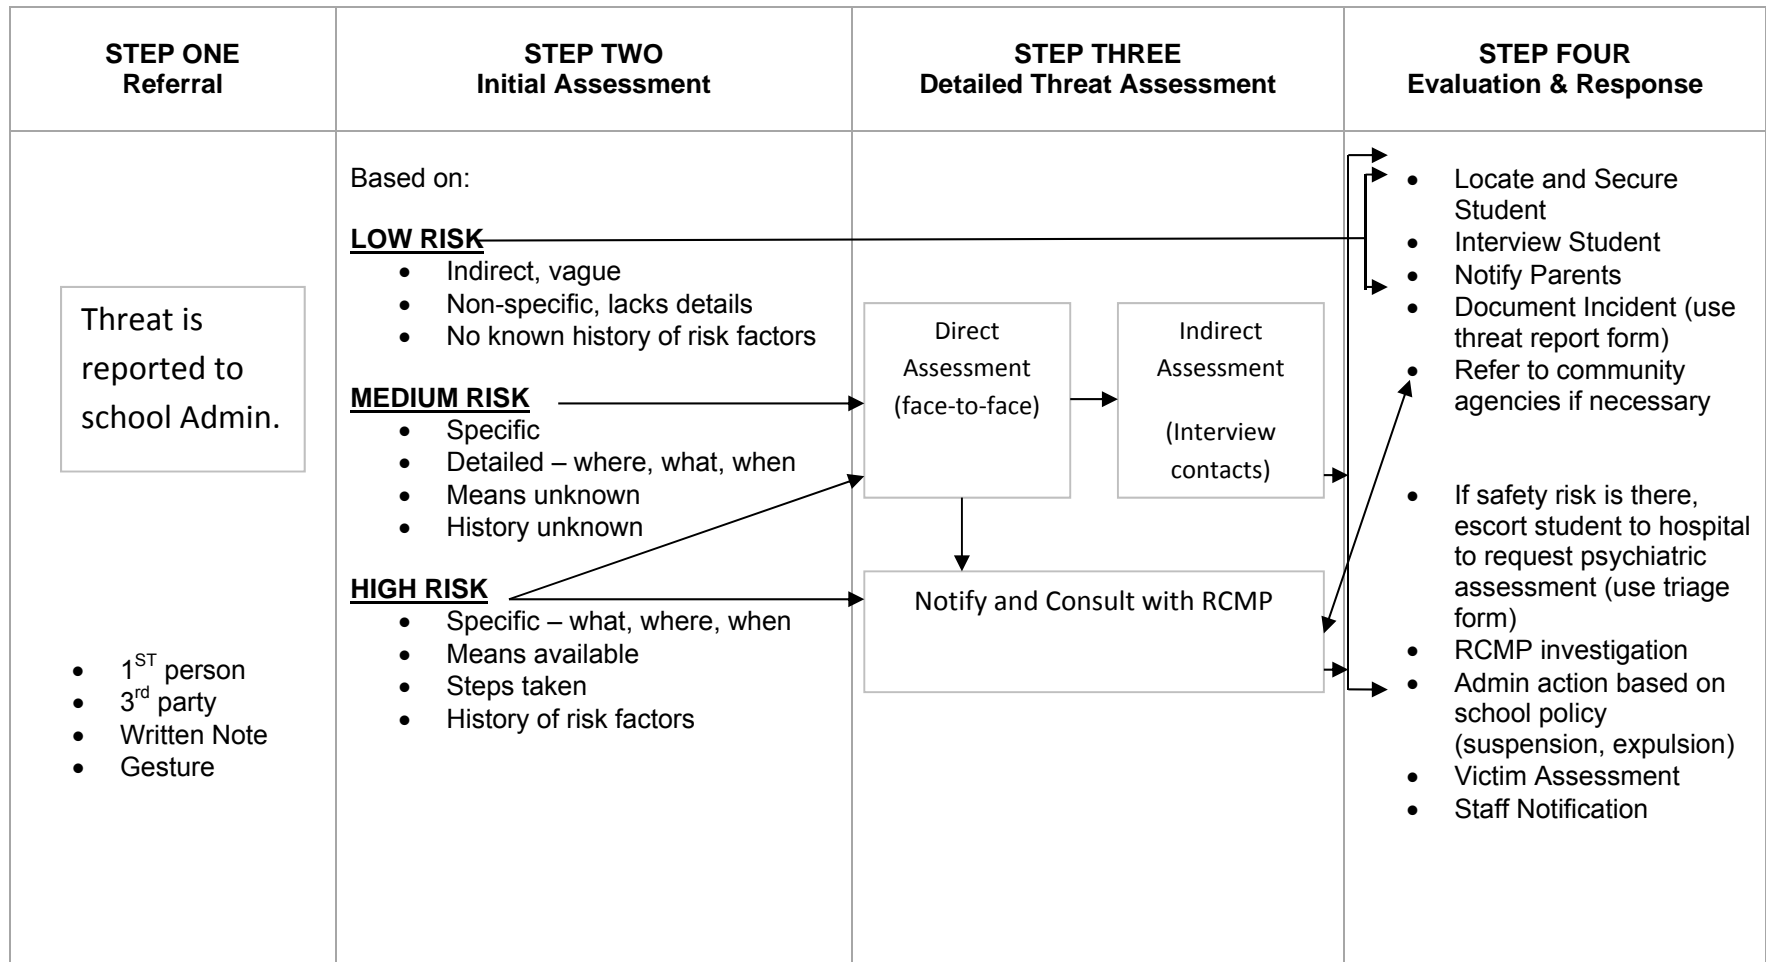 STEP ONE
Referral
STEP TWO
Initial Assessment
STEP THREE
Detailed Threat Assessment
STEP FOUR
Evaluation & Response
Threat is
reported to
school Admin.
• 1ST person
• 3rd party
• Written Note
• Gesture
Based on:
LOW RISK
• Indirect, vague
• Non-specific, lacks details
• No known history of risk factors
MEDIUM RISK
• Specific
• Detailed – where, what, when
• Means unknown
• History unknown
HIGH RISK
• Specific – what, where, when
• Means available
• Steps taken
• History of risk factors
Direct
Assessment
(face-to-face)
Indirect
Assessment
(Interview
contacts)
Notify and Consult with RCMP
• Locate and Secure
Student
• Interview Student
• Notify Parents
• Document Incident (use
threat report form)
• Refer to community
agencies if necessary
• If safety risk is there,
escort student to hospital
to request psychiatric
assessment (use triage
form)
• RCMP investigation
• Admin action based on
school policy
(suspension, expulsion)
• Victim Assessment
• Staff Notification